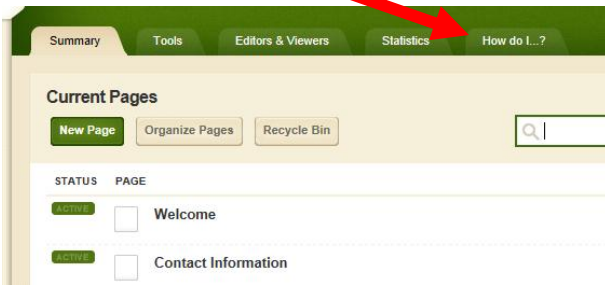 Summary Tools Editors & Viewers Statistics How do I...?
Current Pages
New Page Organize Pages Recycle Bin
STATUS PAGE
ACTIVE Welcome
ACTIVE Contact Information